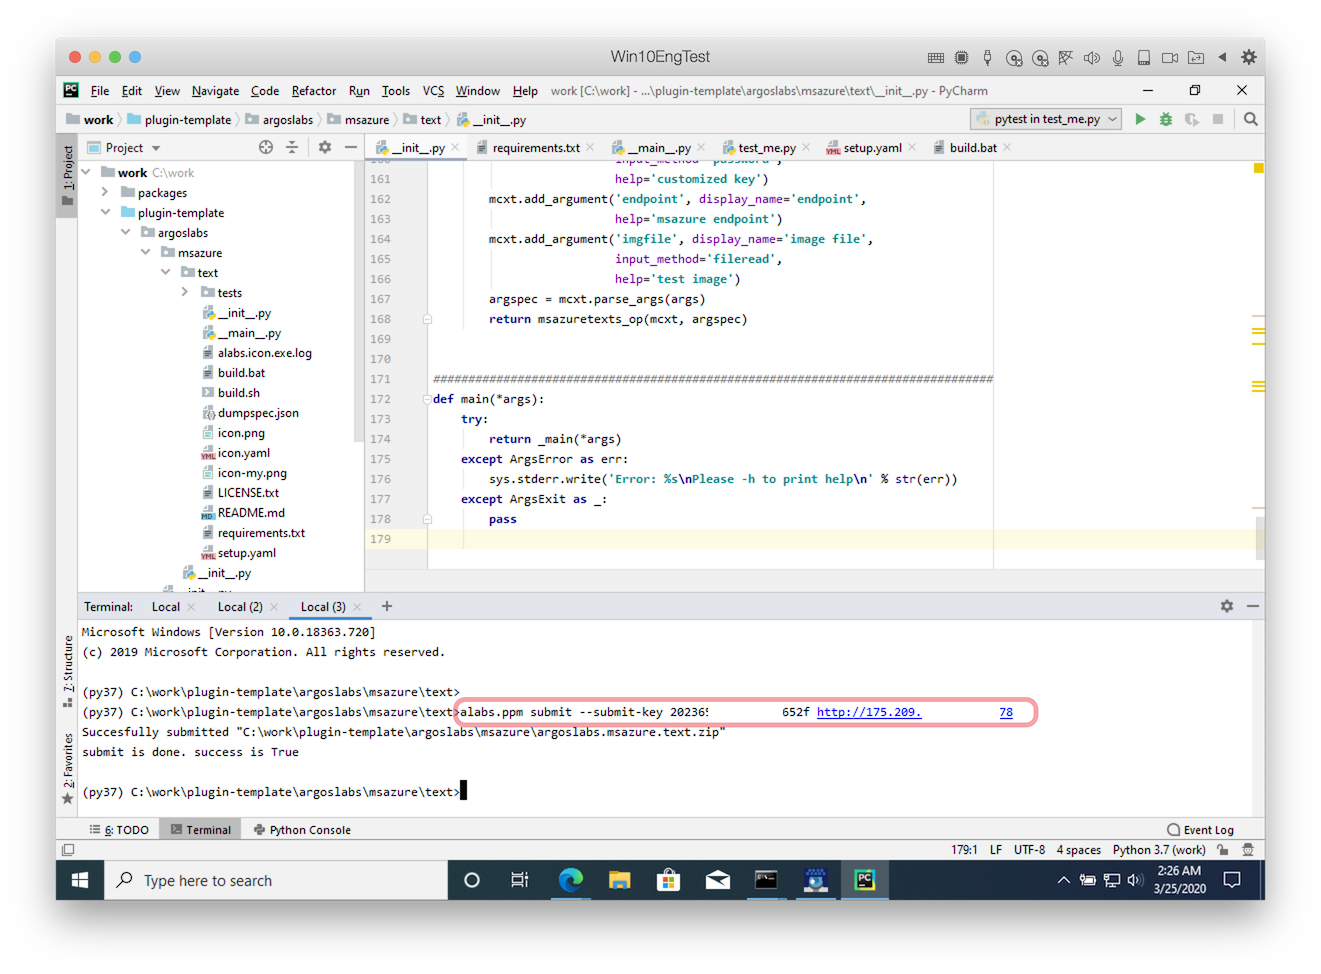 Win10EngTest
File Edit View Navigate Code Refactor Run Tools VCS Window Help work [C:\work] - ...\plugin-template\argoslabs\msazure\text\__init__.py - PyCharm
work plugin-template argoslabs msazure text __init__.py pytest in test_me.py
1: Project
Project
__init__.py requirements.txt __main__.py test_me.py setup.yaml build.bat
work C:\work
packages
plugin-template
argoslabs
msazure
text
tests
__init__.py
__main__.py
alabs.icon.exe.log
build.bat
build.sh
dumpspec.json
icon.png
icon.yaml
icon-my.png
LICENSE.txt
README.md
requirements.txt
setup.yaml
__init__.py
161 help='customized key')
162 mcxt.add_argument('endpoint', display_name='endpoint',
163 help='msazure endpoint')
164 mcxt.add_argument('imgfile', display_name='image file',
165 input_method='fileread',
166 help='test image')
167 argspec = mcxt.parse_args(args)
168 return msazuretexts_op(mcxt, argspec)
169
170
171 ################################################################################
172 def main(*args):
173 try:
174 return _main(*args)
175 except ArgsError as err:
176 sys.stderr.write('Error: %s\nPlease -h to print help\n' % str(err))
177 except ArgsExit as _:
178 pass
179
Terminal: Local Local (2) Local (3) +
7: Structure
2: Favorites
Microsoft Windows [Version 10.0.18363.720]
(c) 2019 Microsoft Corporation. All rights reserved.
(py37) C:\work\plugin-template\argoslabs\msazure\text>
(py37) C:\work\plugin-template\argoslabs\msazure\text>alabs.ppm submit --submit-key 202365 652f http://175.209. 78
Succesfully submitted "C:\work\plugin-template\argoslabs\msazure\argoslabs.msazure.text.zip"
submit is done. success is True
(py37) C:\work\plugin-template\argoslabs\msazure\text>
6: TODO Terminal Python Console Event Log
179:1 LF UTF-8 4 spaces Python 3.7 (work)
Type here to search
2:26 AM
3/25/2020